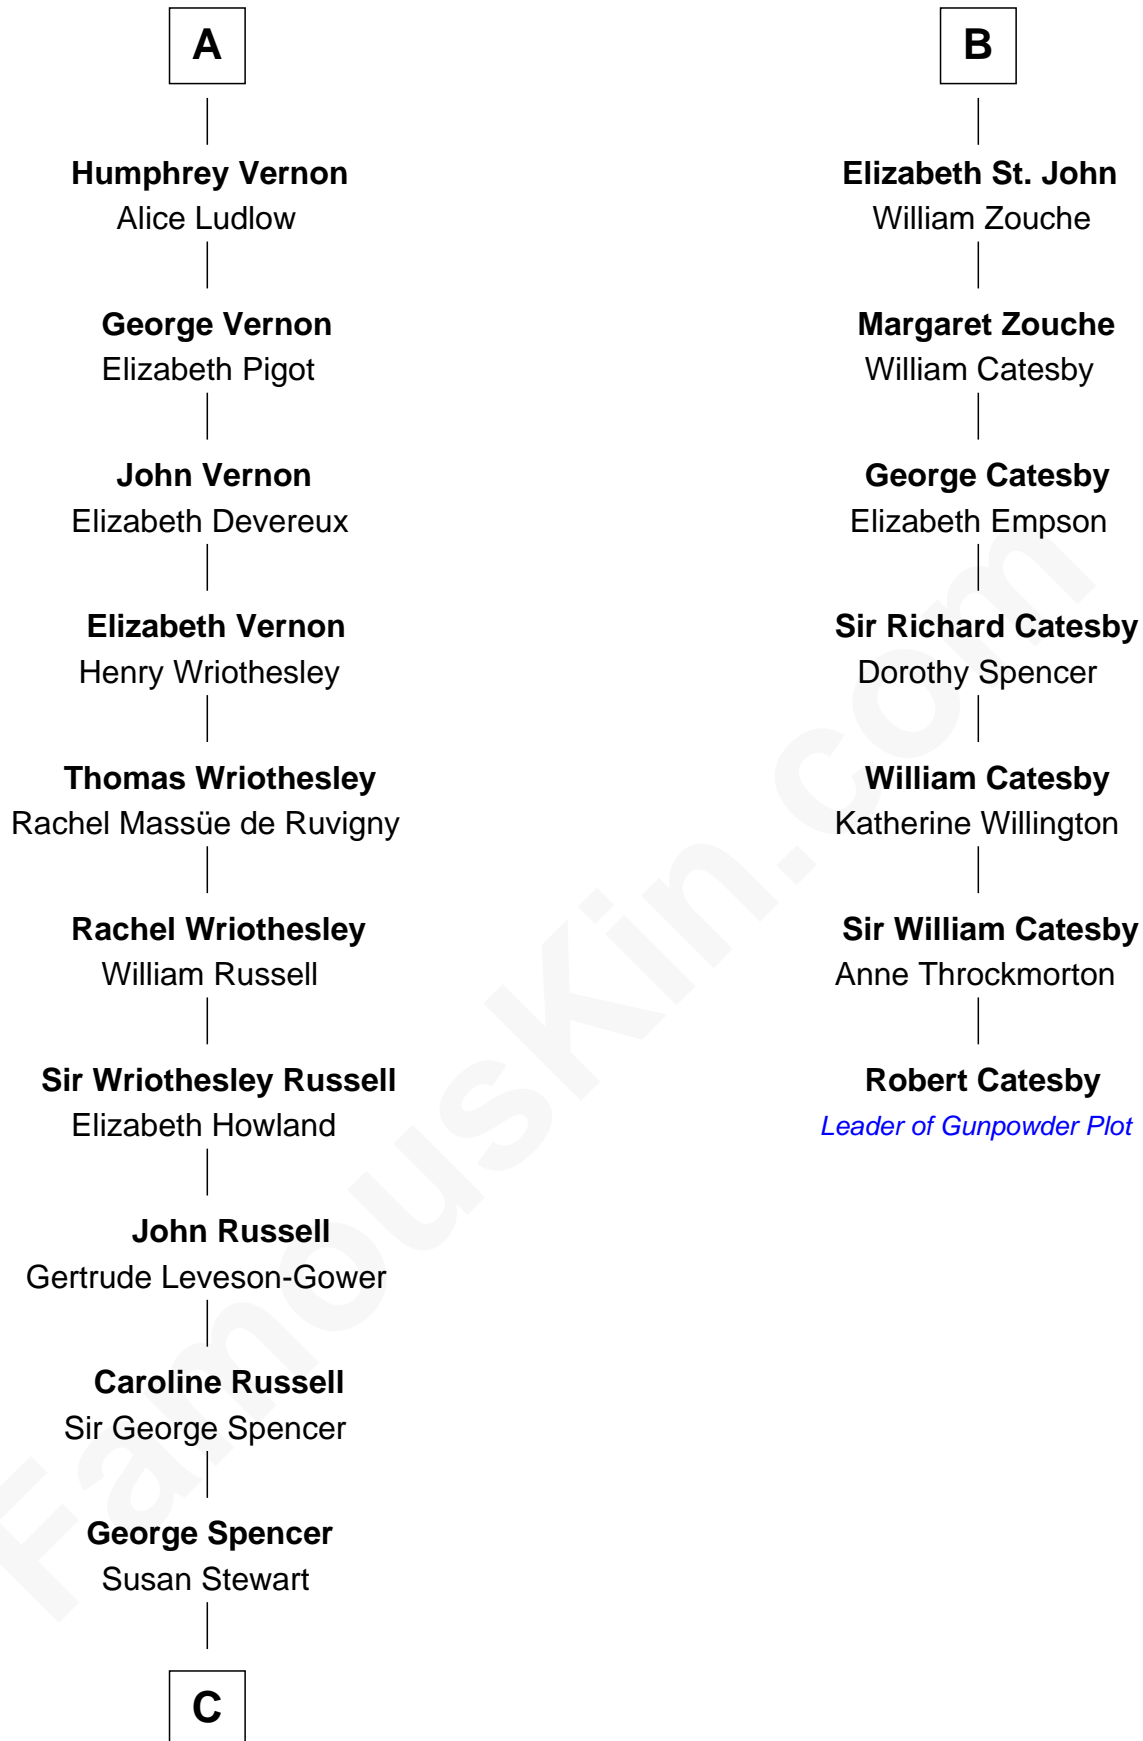 A
Humphrey Vernon
Alice Ludlow
George Vernon
Elizabeth Pigot
John Vernon
Elizabeth Devereux
Elizabeth Vernon
Henry Wriothesley
Thomas Wriothesley
Rachel Massüe de Ruvigny
Rachel Wriothesley
William Russell
Sir Wriothesley Russell
Elizabeth Howland
John Russell
Gertrude Leveson-Gower
Caroline Russell
Sir George Spencer
George Spencer
Susan Stewart
C
B
Elizabeth St. John
William Zouche
Margaret Zouche
William Catesby
George Catesby
Elizabeth Empson
Sir Richard Catesby
Dorothy Spencer
William Catesby
Katherine Willington
Sir William Catesby
Anne Throckmorton
Robert Catesby
Leader of Gunpowder Plot
FamousKin.com